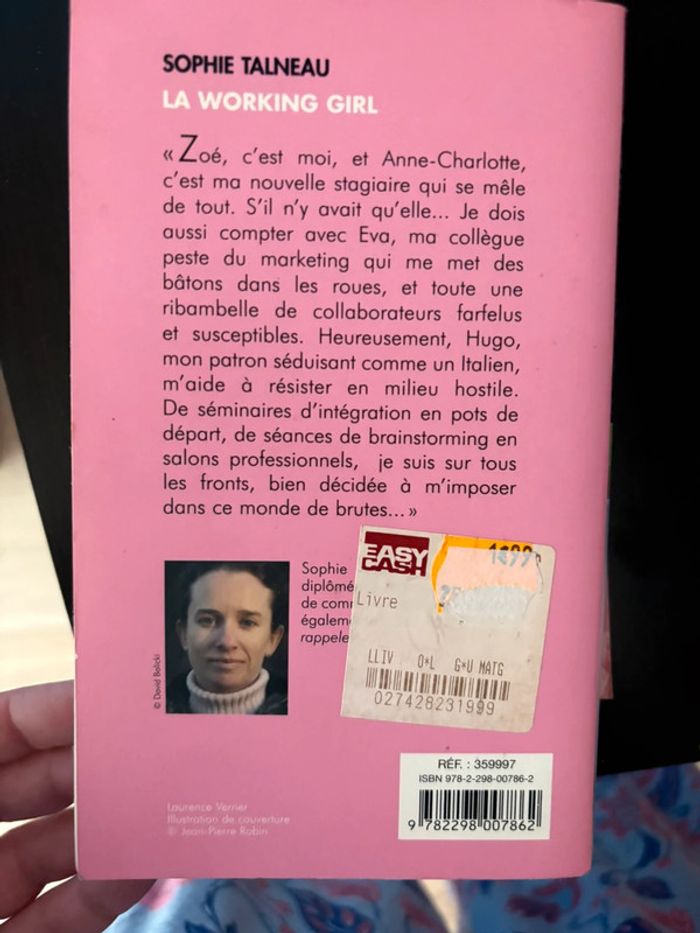 SOPHIE TALNEAU
LA WORKING GIRL
« Zoé, c'est moi, et Anne-Charlotte,
c'est ma nouvelle stagiaire qui se mêle
de tout. S'il n'y avait qu'elle... Je dois
aussi compter avec Eva, ma collègue
peste du marketing qui me met des
bâtons dans les roues, et toute une
ribambelle de collaborateurs farfelus
et susceptibles. Heureusement, Hugo,
mon patron séduisant comme un Italien,
m'aide à résister en milieu hostile.
De séminaires d'intégration en pots de
départ, de séances de brainstorming en
salons professionnels, je suis sur tous
les fronts, bien décidée à m'imposer
dans ce monde de brutes... »
Sophie
diplômé
de com
égaleme
rappele
© David Balicki
EASY
CASH
1€99
Livre
LLIV O*L G*U MATG
027428231999
RÉF. : 359997
ISBN 978-2-298-00786-2
9 782298 007862
Laurence Verrier
Illustration de couverture
© Jean-Pierre Robin